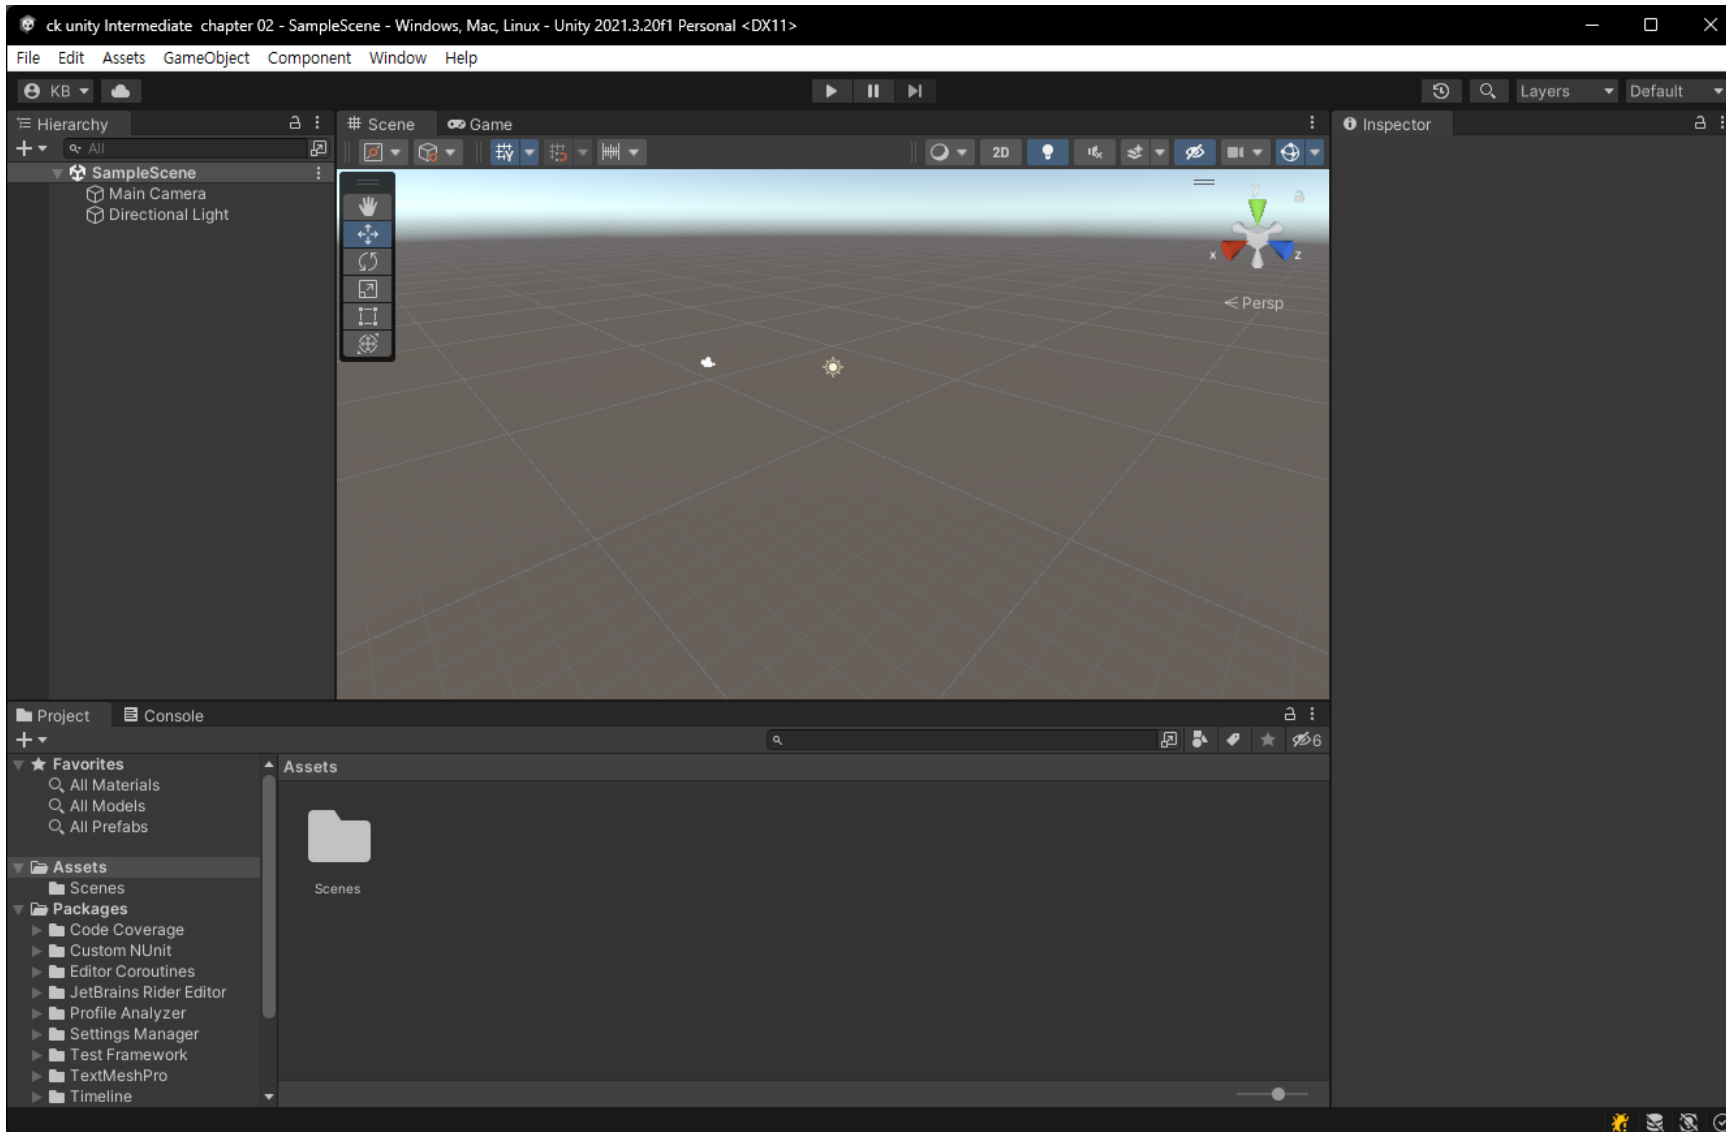 ck unity Intermediate  chapter 02 - SampleScene - Windows, Mac, Linux - Unity 2021.3.20f1 Personal <DX11>
File Edit Assets GameObject Component Window Help
KB Layers Default
Hierarchy
All
SampleScene
Main Camera
Directional Light
Scene Game
2D
y
x z
Persp
Inspector
Project Console
6
Favorites
All Materials
All Models
All Prefabs
Assets
Scenes
Packages
Code Coverage
Custom NUnit
Editor Coroutines
JetBrains Rider Editor
Profile Analyzer
Settings Manager
Test Framework
TextMeshPro
Timeline
Assets
Scenes